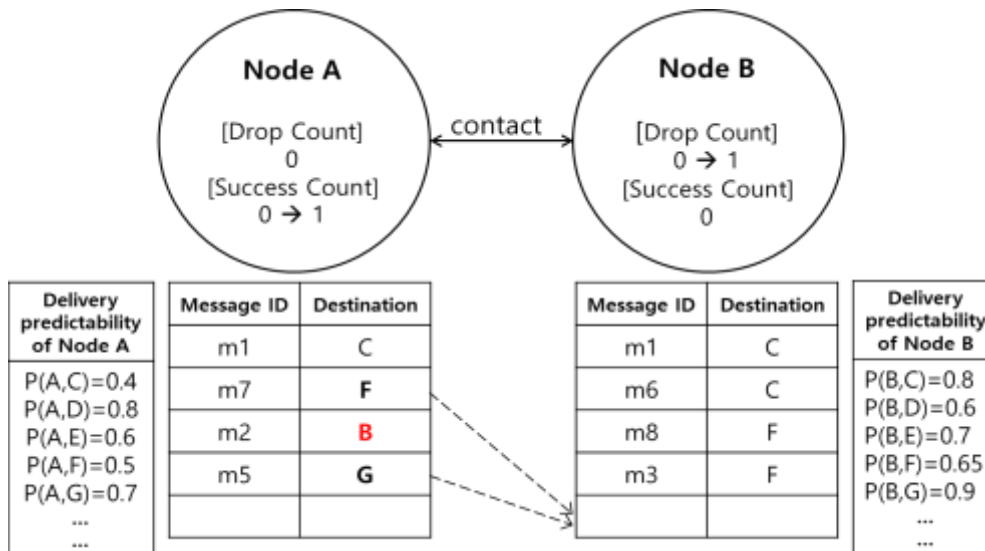 Node A
[Drop Count]
0
[Success Count]
0 → 1
contact
Node B
[Drop Count]
0 → 1
[Success Count]
0
Delivery
predictability
of Node A
P(A,C)=0.4
P(A,D)=0.8
P(A,E)=0.6
P(A,F)=0.5
P(A,G)=0.7
...
...
Message ID Destination
m1 C
m7 F
m2 B
m5 G
Message ID Destination
m1 C
m6 C
m8 F
m3 F
Delivery
predictability
of Node B
P(B,C)=0.8
P(B,D)=0.6
P(B,E)=0.7
P(B,F)=0.65
P(B,G)=0.9
...
...